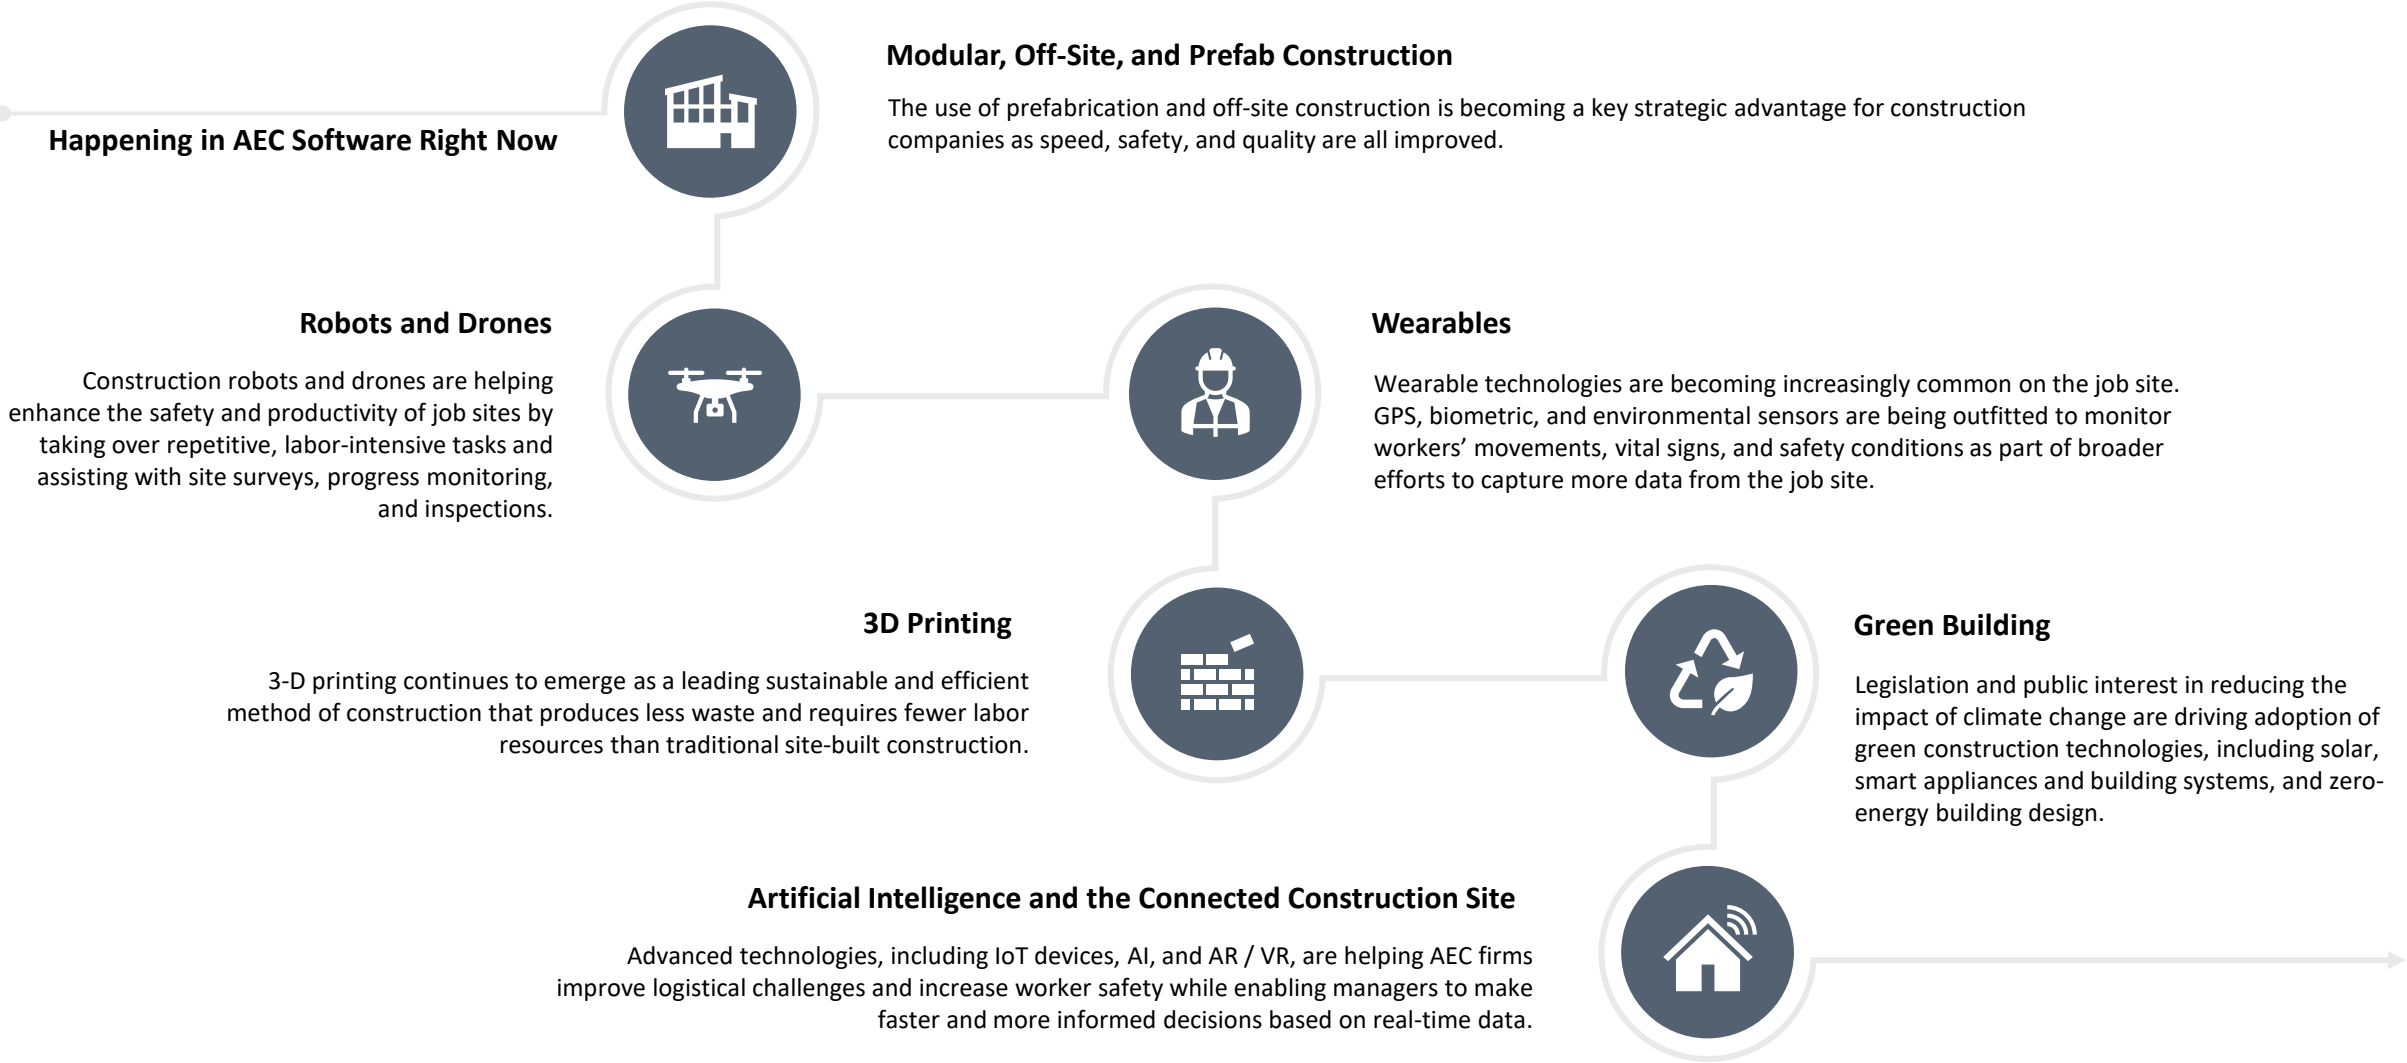 Happening in AEC Software Right Now
Modular, Off-Site, and Prefab Construction
The use of prefabrication and off-site construction is becoming a key strategic advantage for construction
companies as speed, safety, and quality are all improved.
Robots and Drones
Construction robots and drones are helping
enhance the safety and productivity of job sites by
taking over repetitive, labor-intensive tasks and
assisting with site surveys, progress monitoring,
and inspections.
Wearables
Wearable technologies are becoming increasingly common on the job site.
GPS, biometric, and environmental sensors are being outfitted to monitor
workers’ movements, vital signs, and safety conditions as part of broader
efforts to capture more data from the job site.
3D Printing
3-D printing continues to emerge as a leading sustainable and efficient
method of construction that produces less waste and requires fewer labor
resources than traditional site-built construction.
Green Building
Legislation and public interest in reducing the
impact of climate change are driving adoption of
green construction technologies, including solar,
smart appliances and building systems, and zero-
energy building design.
Artificial Intelligence and the Connected Construction Site
Advanced technologies, including IoT devices, AI, and AR / VR, are helping AEC firms
improve logistical challenges and increase worker safety while enabling managers to make
faster and more informed decisions based on real-time data.